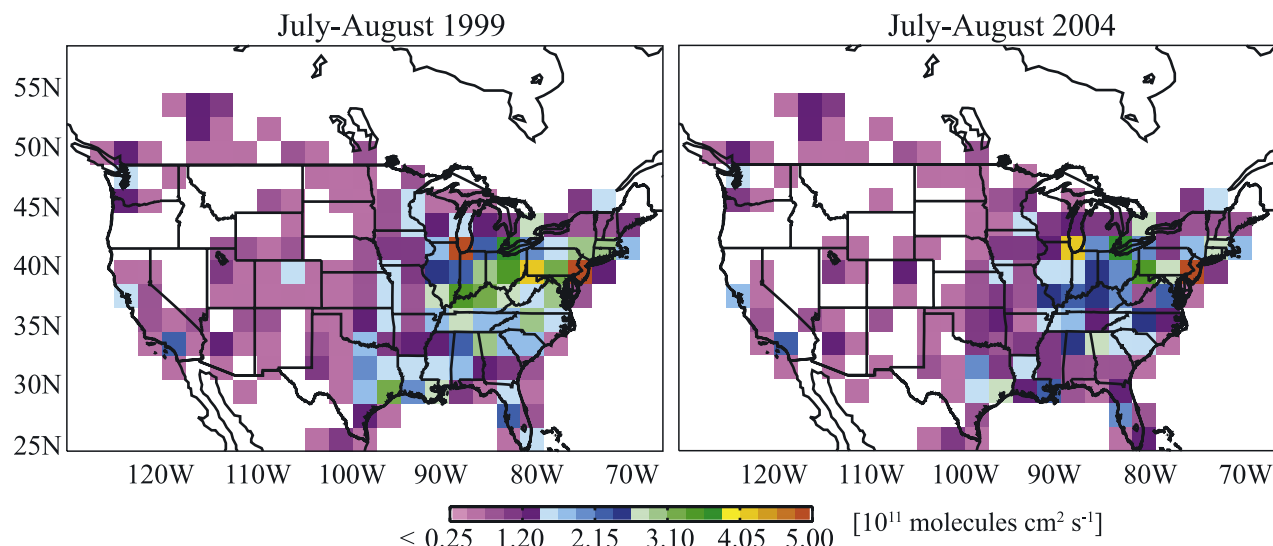 July-August 1999
July-August 2004
55N
50N
45N
40N
35N
30N
25N
120W 110W 100W 90W 80W 70W
120W 110W 100W 90W 80W 70W
< 0.25 1.20 2.15 3.10 4.05 5.00
[10¹¹ molecules cm² s⁻¹]